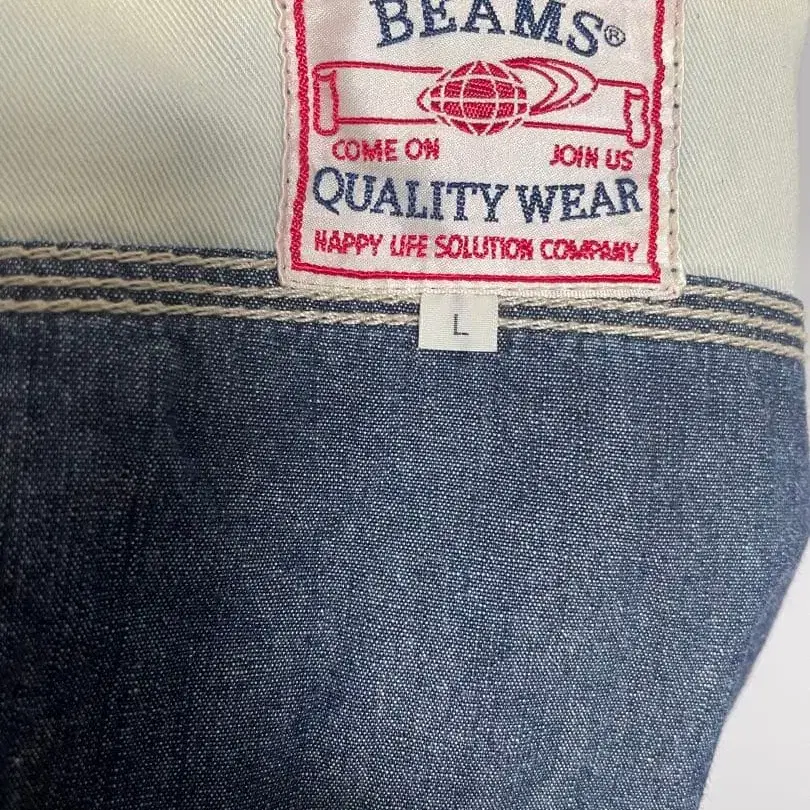 BEAMS®
COME ON JOIN US
QUALITY WEAR
HAPPY LIFE SOLUTION COMPANY
L